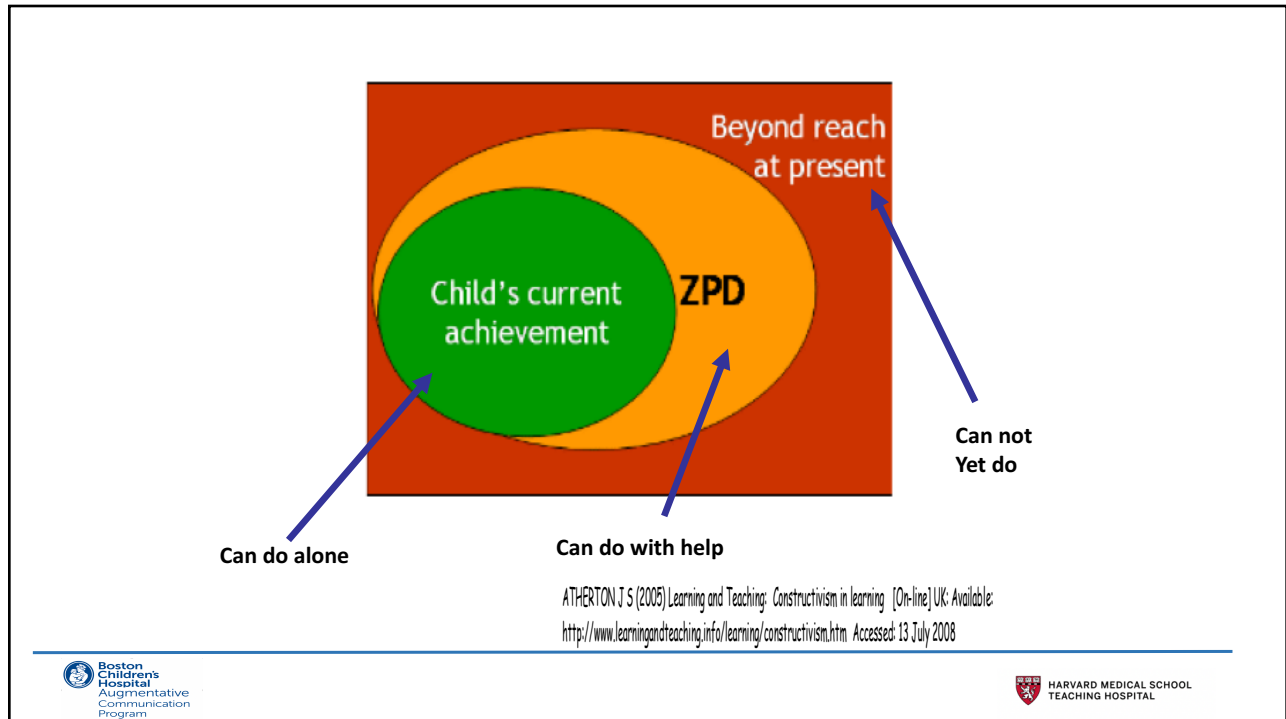 Beyond reach
at present
Child's current
achievement
ZPD
Can not
Yet do
Can do alone
Can do with help
ATHERTON J S (2005) Learning and Teaching: Constructivism in learning [On-line] UK: Available:
http://www.learningandteaching.info/learning/constructivism.htm Accessed: 13 July 2008
Boston
Children's
Hospital
Augmentative
Communication
Program
HARVARD MEDICAL SCHOOL
TEACHING HOSPITAL